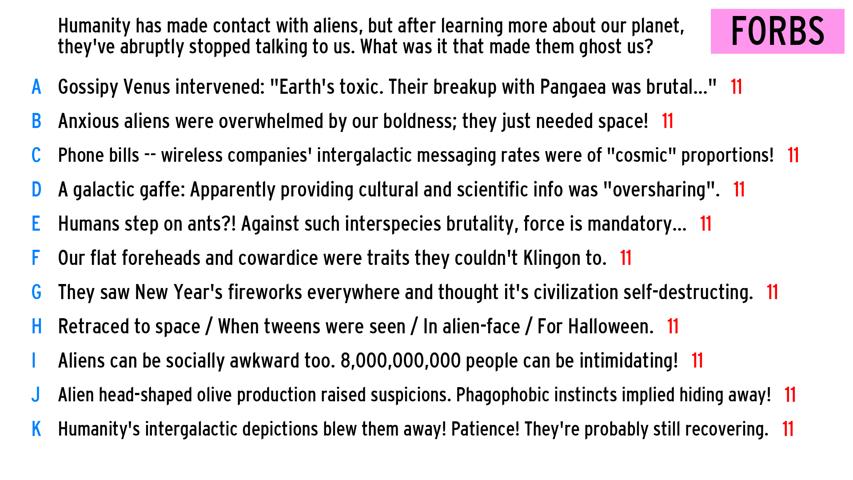 Humanity has made contact with aliens, but after learning more about our planet,
they've abruptly stopped talking to us. What was it that made them ghost us?
FORBS
A Gossipy Venus intervened: "Earth's toxic. Their breakup with Pangaea was brutal..." 11
B Anxious aliens were overwhelmed by our boldness; they just needed space! 11
C Phone bills -- wireless companies' intergalactic messaging rates were of "cosmic" proportions! 11
D A galactic gaffe: Apparently providing cultural and scientific info was "oversharing". 11
E Humans step on ants?! Against such interspecies brutality, force is mandatory... 11
F Our flat foreheads and cowardice were traits they couldn't Klingon to. 11
G They saw New Year's fireworks everywhere and thought it's civilization self-destructing. 11
H Retraced to space / When tweens were seen / In alien-face / For Halloween. 11
I Aliens can be socially awkward too. 8,000,000,000 people can be intimidating! 11
J Alien head-shaped olive production raised suspicions. Phagophobic instincts implied hiding away! 11
K Humanity's intergalactic depictions blew them away! Patience! They're probably still recovering. 11